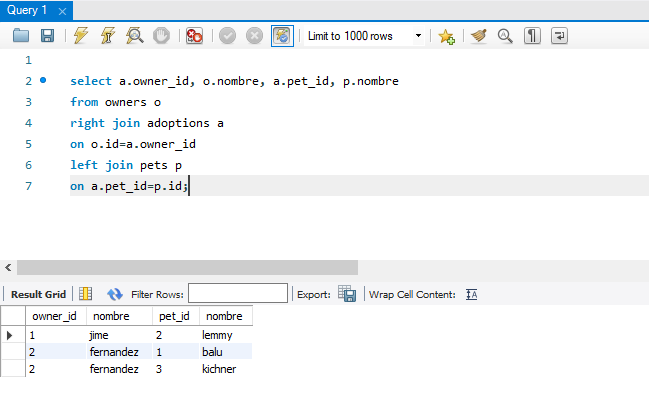 Query 1
Limit to 1000 rows
1
2 select a.owner_id, o.nombre, a.pet_id, p.nombre
3 from owners o
4 right join adoptions a
5 on o.id=a.owner_id
6 left join pets p
7 on a.pet_id=p.id;
Result Grid Filter Rows: Export: Wrap Cell Content:
owner_id nombre pet_id nombre
1 jime 2 lemmy
2 fernandez 1 balu
2 fernandez 3 kichner